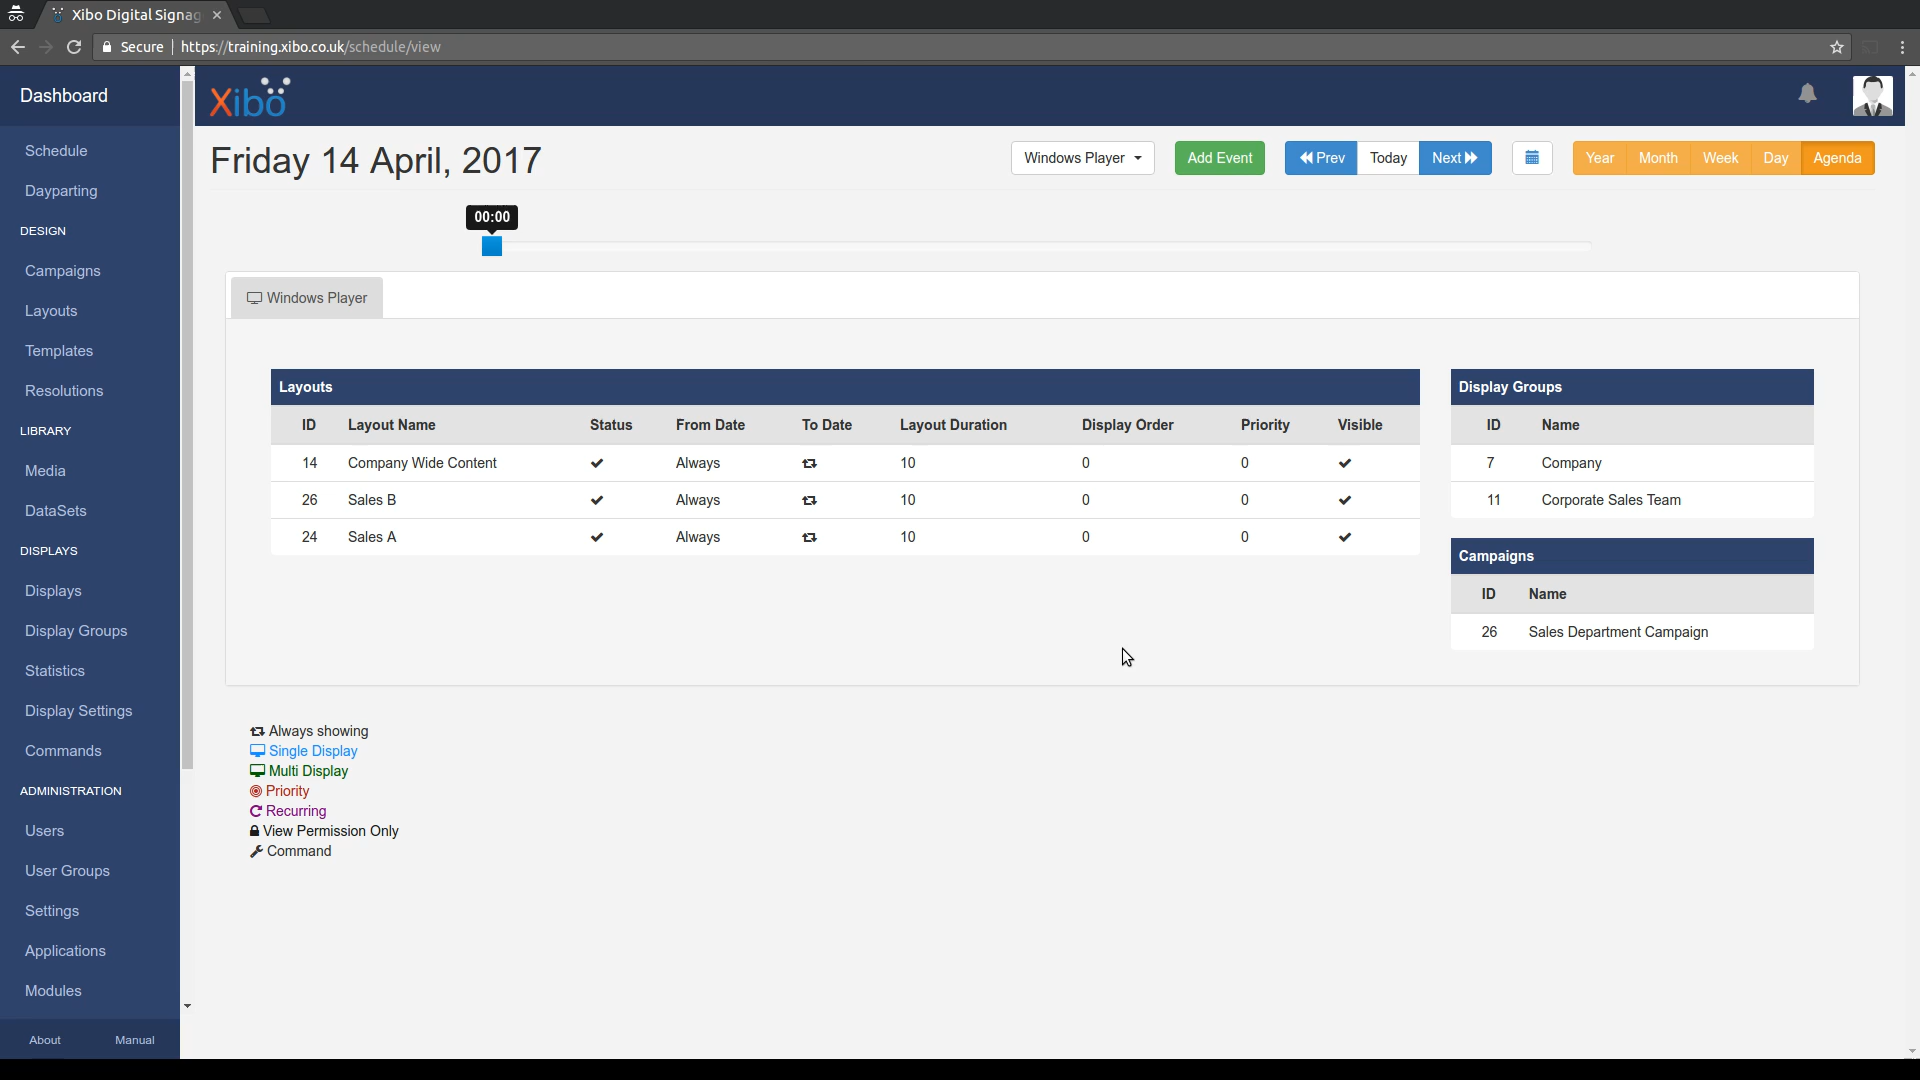 Xibo Digital Signag
Secure https://training.xibo.co.uk/schedule/view
Dashboard
Schedule
Dayparting
DESIGN
Campaigns
Layouts
Templates
Resolutions
LIBRARY
Media
DataSets
DISPLAYS
Displays
Display Groups
Statistics
Display Settings
Commands
ADMINISTRATION
Users
User Groups
Settings
Applications
Modules
About Manual
Xibo
Friday 14 April, 2017
Windows Player Add Event Prev Today Next Year Month Week Day Agenda
00:00
Windows Player
Layouts
ID Layout Name Status From Date To Date Layout Duration Display Order Priority Visible
14 Company Wide Content Always 10 0 0
26 Sales B Always 10 0 0
24 Sales A Always 10 0 0
Display Groups
ID Name
7 Company
11 Corporate Sales Team
Campaigns
ID Name
26 Sales Department Campaign
Always showing
Single Display
Multi Display
Priority
Recurring
View Permission Only
Command